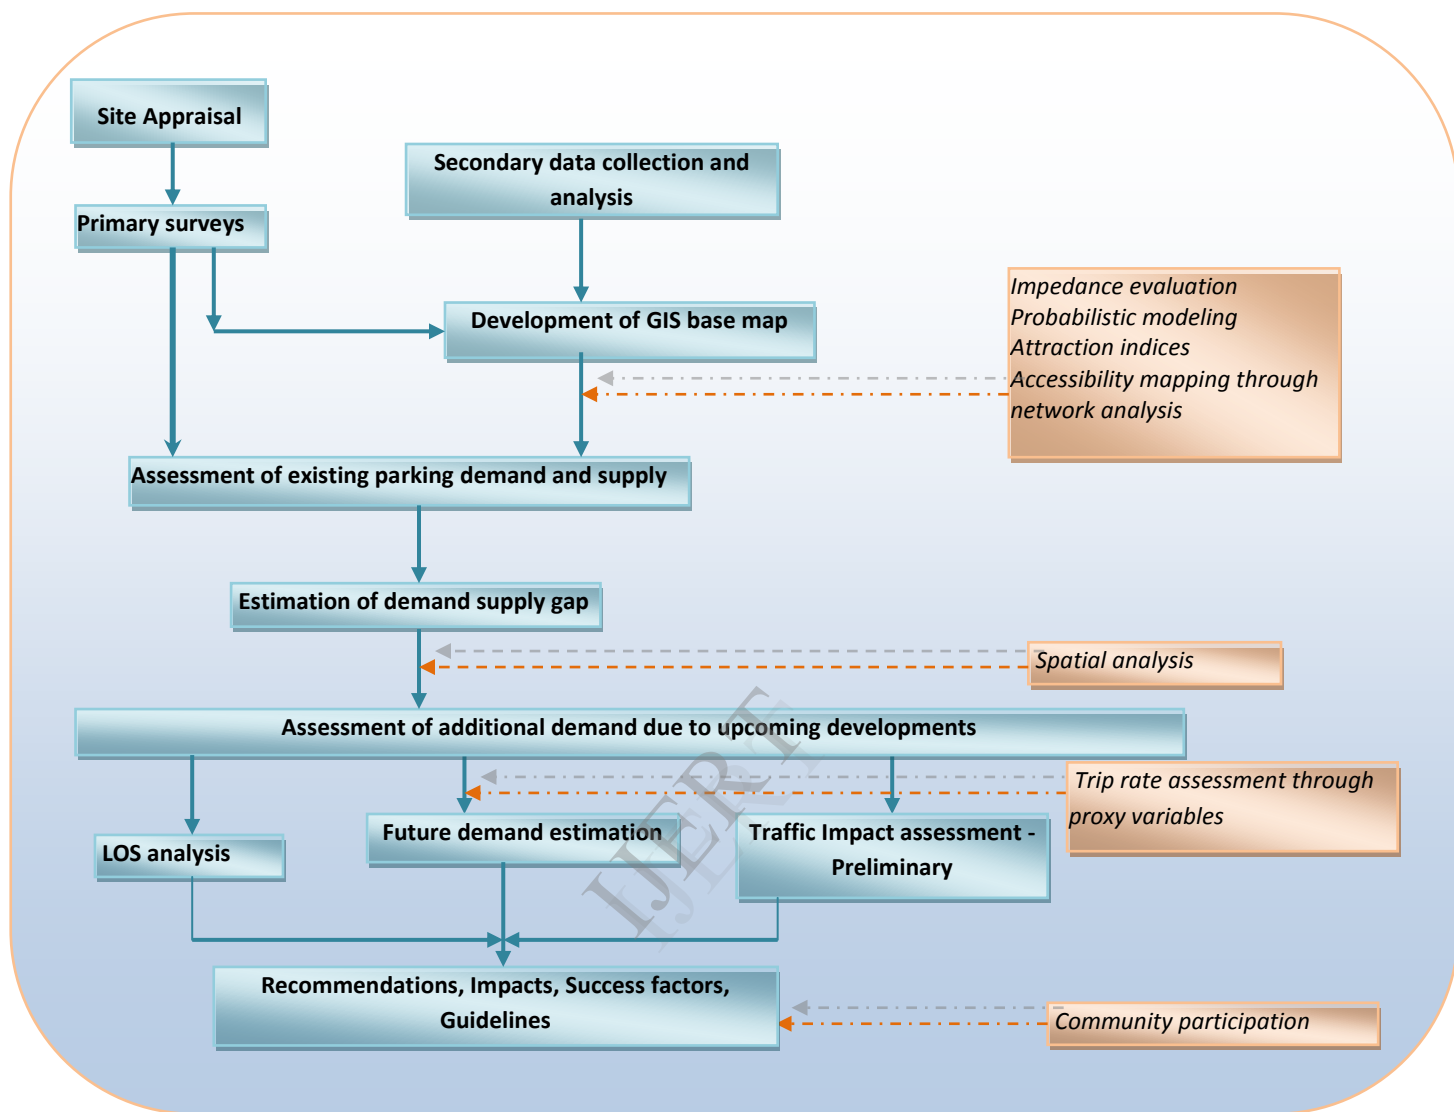 Site Appraisal
Secondary data collection and
analysis
Primary surveys
Development of GIS base map
Impedance evaluation
Probabilistic modeling
Attraction indices
Accessibility mapping through
network analysis
Assessment of existing parking demand and supply
Estimation of demand supply gap
Spatial analysis
Assessment of additional demand due to upcoming developments
Trip rate assessment through
proxy variables
LOS analysis
Future demand estimation
Traffic Impact assessment -
Preliminary
IJERT
Recommendations, Impacts, Success factors,
Guidelines
Community participation